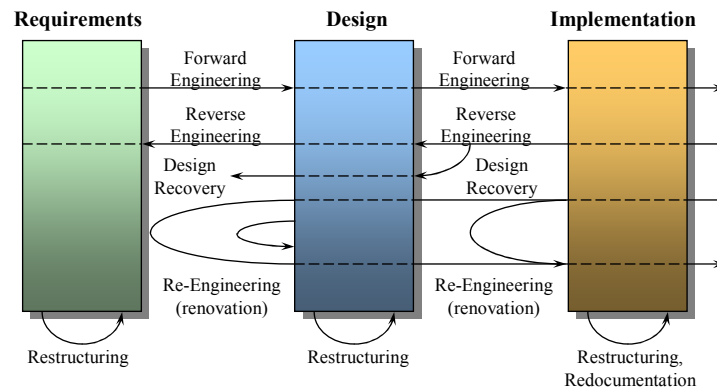 Requirements
Design
Implementation
Forward
Engineering
Forward
Engineering
Reverse
Engineering
Reverse
Engineering
Design
Recovery
Design
Recovery
Re-Engineering
(renovation)
Re-Engineering
(renovation)
Restructuring
Restructuring
Restructuring,
Redocumentation